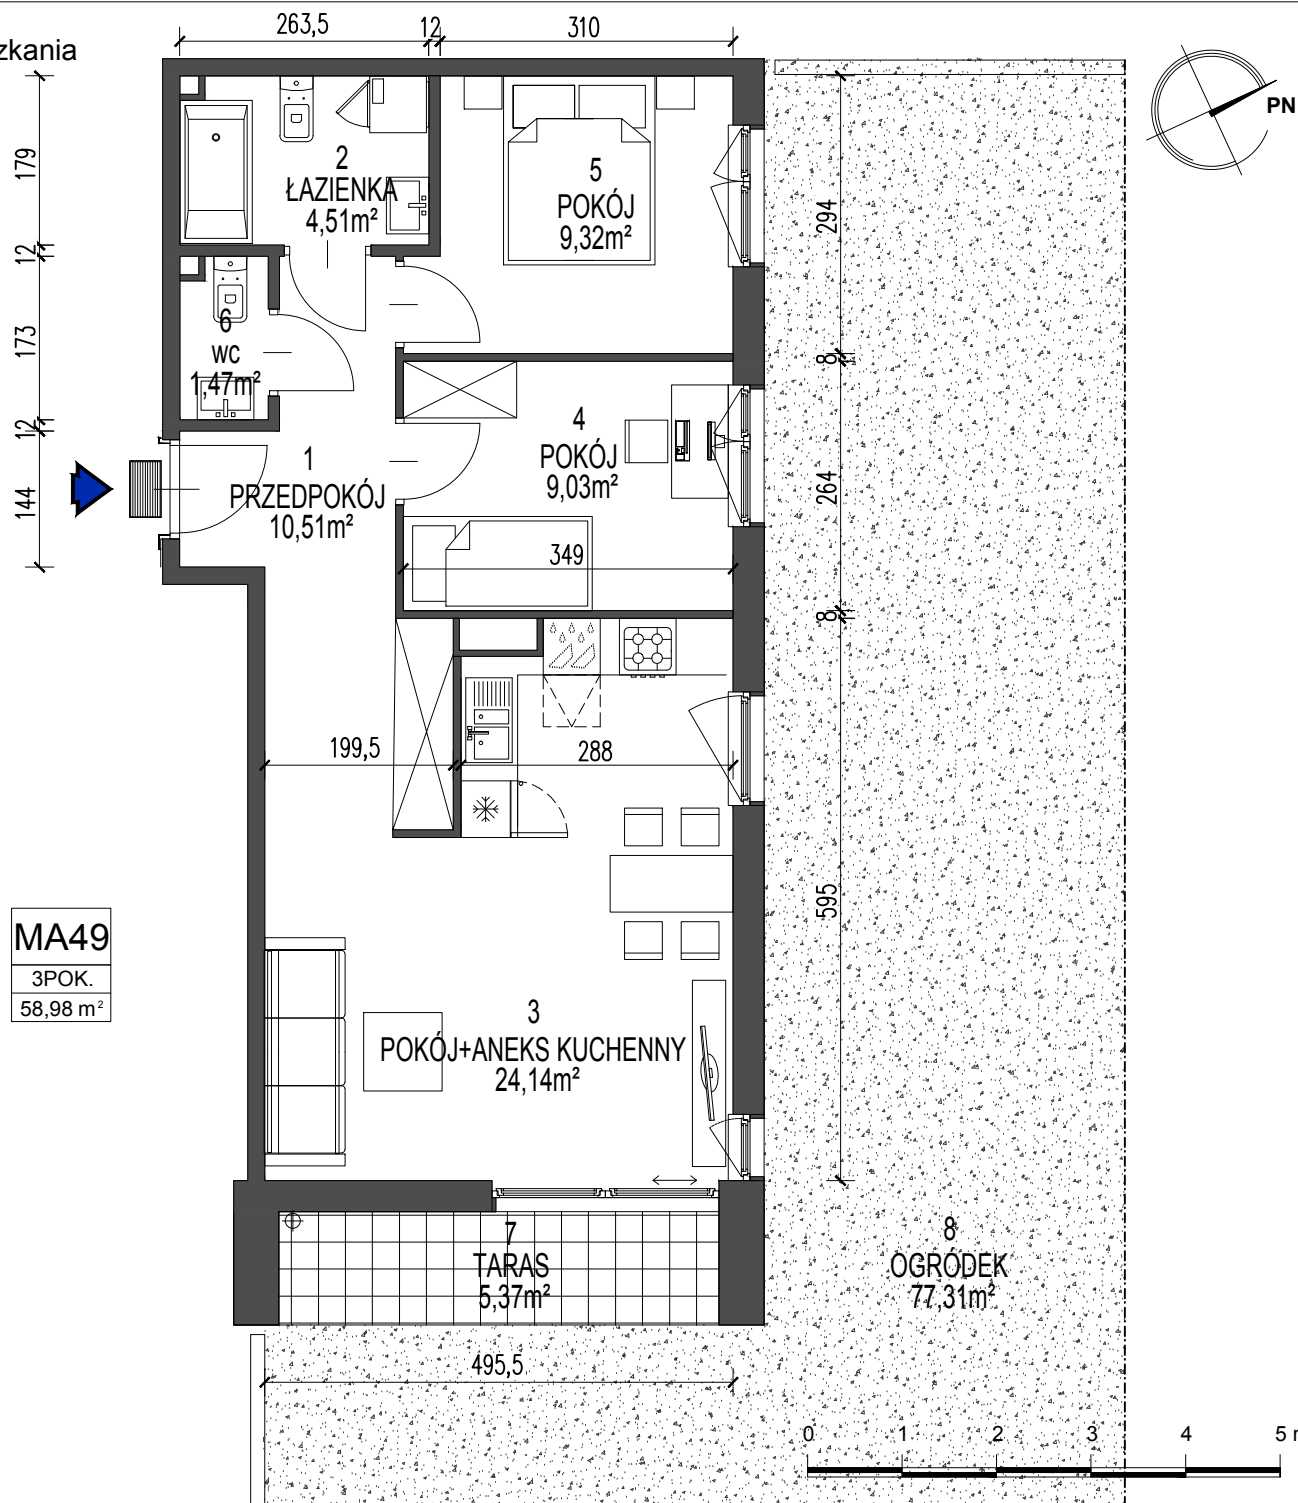 263,5
12
310
zkania
PN
179
12
173
12
144
2
ŁAZIENKA
4,51m²
5
POKÓJ
9,32m²
294
6
wc
1,47m²
8
4
POKÓJ
9,03m²
264
1
PRZEDPOKÓJ
10,51m²
349
8
199,5
288
595
MA49
3POK.
58,98 m²
3
POKÓJ+ANEKS KUCHENNY
24,14m²
7
TARAS
5,37m²
8
OGRÓDEK
77,31m²
495,5
0 1 2 3 4 5